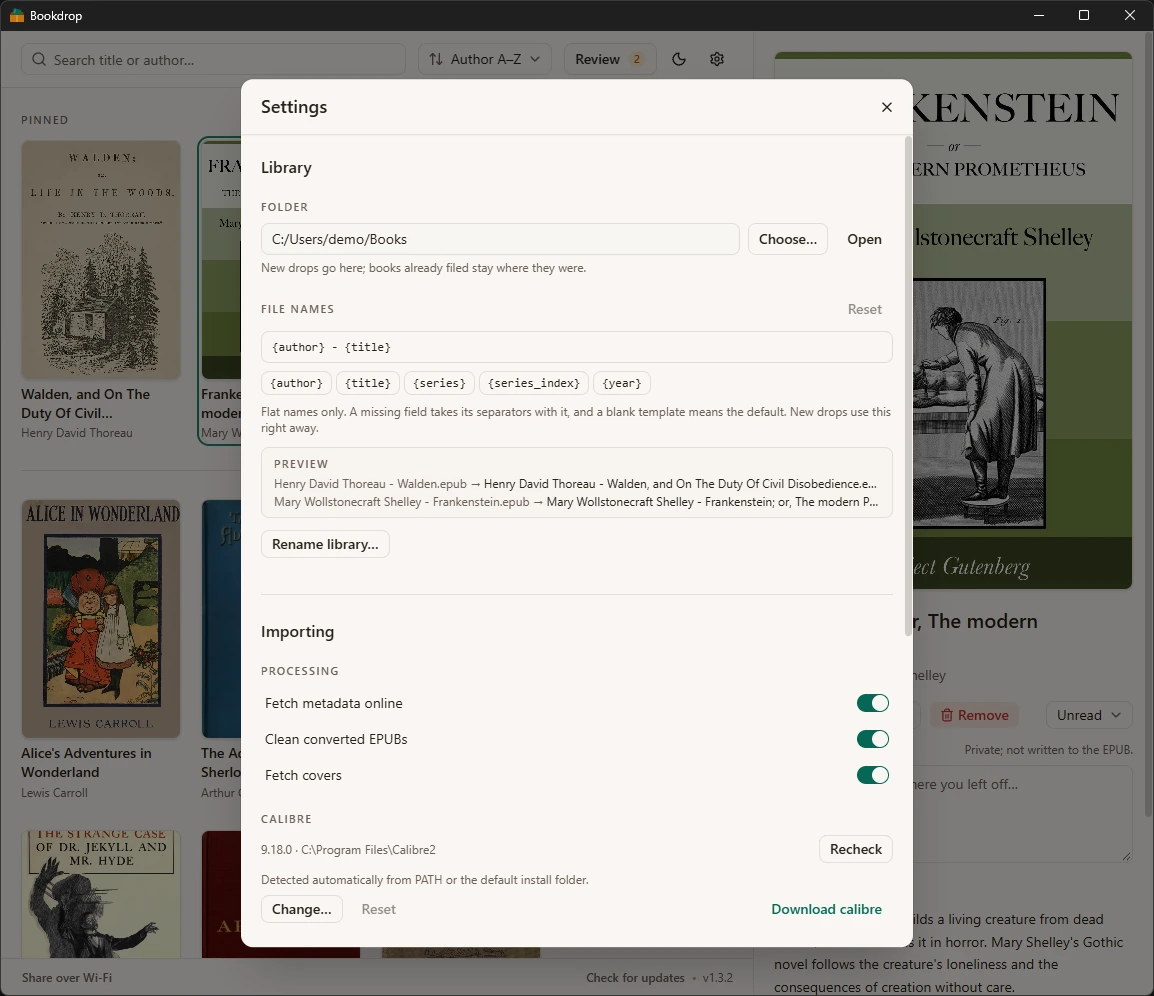 Bookdrop
Search title or author...
Author A–Z
Review 2
PINNED
WALDEN;
or,
LIFE IN THE WOODS.
By HENRY D. THOREAU,
Walden, and On The
Duty Of Civil...
Henry David Thoreau
FRA
THE
Mary
Franke
moder
Mary W
ALICE IN WONDERLAND
LEWIS CARROLL
Alice's Adventures in
Wonderland
Lewis Carroll
The Ad
Sherlo
Arthur C
THE STRANGE CASE
OF DR. JEKYLL AND
MR. HYDE
Settings
Library
FOLDER
C:/Users/demo/Books
Choose...
Open
New drops go here; books already filed stay where they were.
FILE NAMES
Reset
{author} - {title}
{author} {title} {series} {series_index} {year}
Flat names only. A missing field takes its separators with it, and a blank template means the default. New drops use this
right away.
PREVIEW
Henry David Thoreau - Walden.epub → Henry David Thoreau - Walden, and On The Duty Of Civil Disobedience.e...
Mary Wollstonecraft Shelley - Frankenstein.epub → Mary Wollstonecraft Shelley - Frankenstein; or, The modern P...
Rename library...
Importing
PROCESSING
Fetch metadata online
Clean converted EPUBs
Fetch covers
CALIBRE
9.18.0 · C:\Program Files\Calibre2
Recheck
Detected automatically from PATH or the default install folder.
Change...
Reset
Download calibre
KENSTEIN
or
ERN PROMETHEUS
lstonecraft Shelley
Fig. 1.
ect Gutenberg
r, The modern
elley
Remove
Unread
Private; not written to the EPUB.
here you left off...
ilds a living creature from dead
s it in horror. Mary Shelley's Gothic
novel follows the creature's loneliness and the
consequences of creation without care.
Share over Wi-Fi
Check for updates • v1.3.2